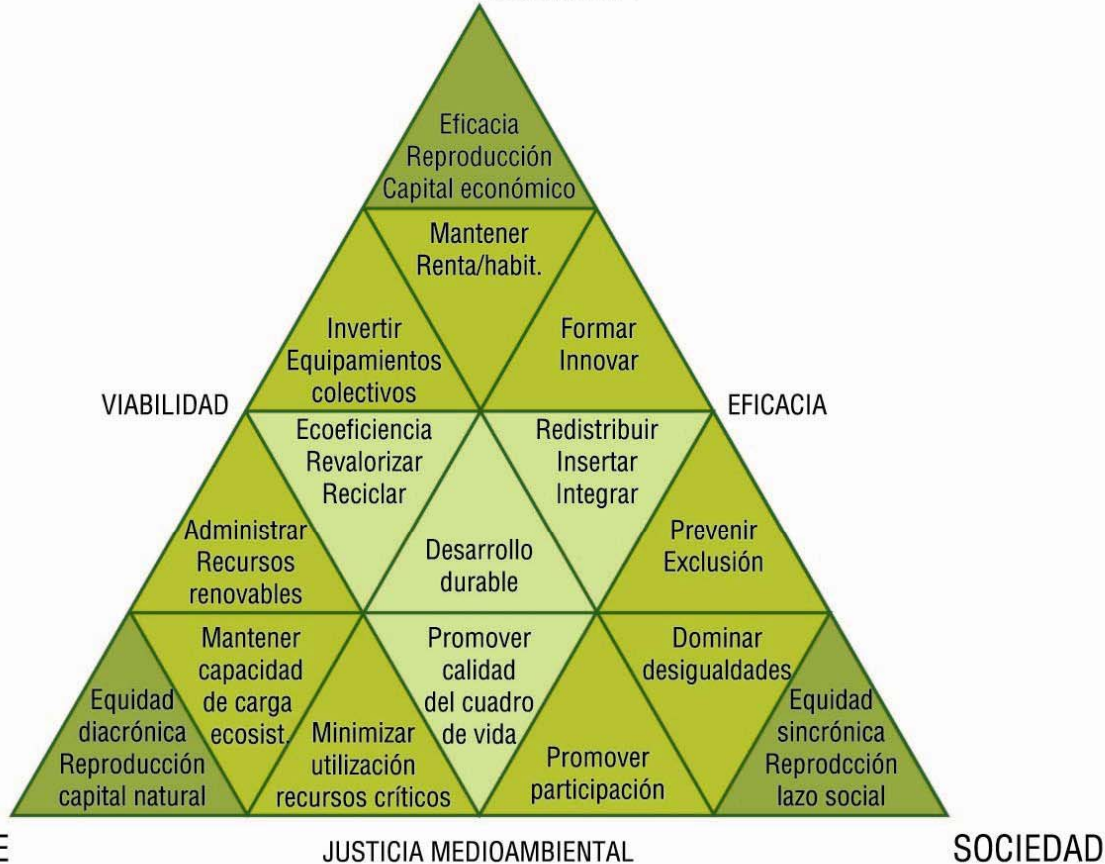 Eficacia
Reproducción
Capital económico
Mantener
Renta/habit.
Invertir
Equipamientos
colectivos
Formar
Innovar
VIABILIDAD
EFICACIA
Ecoeficiencia
Revalorizar
Reciclar
Redistribuir
Insertar
Integrar
Administrar
Recursos
renovables
Desarrollo
durable
Prevenir
Exclusión
Mantener
capacidad
de carga
ecosist.
Promover
calidad
del cuadro
de vida
Dominar
desigualdades
Equidad
diacrónica
Reproducción
capital natural
Minimizar
utilización
recursos críticos
Promover
participación
Equidad
sincrónica
Reprodcción
lazo social
E
JUSTICIA MEDIOAMBIENTAL
SOCIEDAD